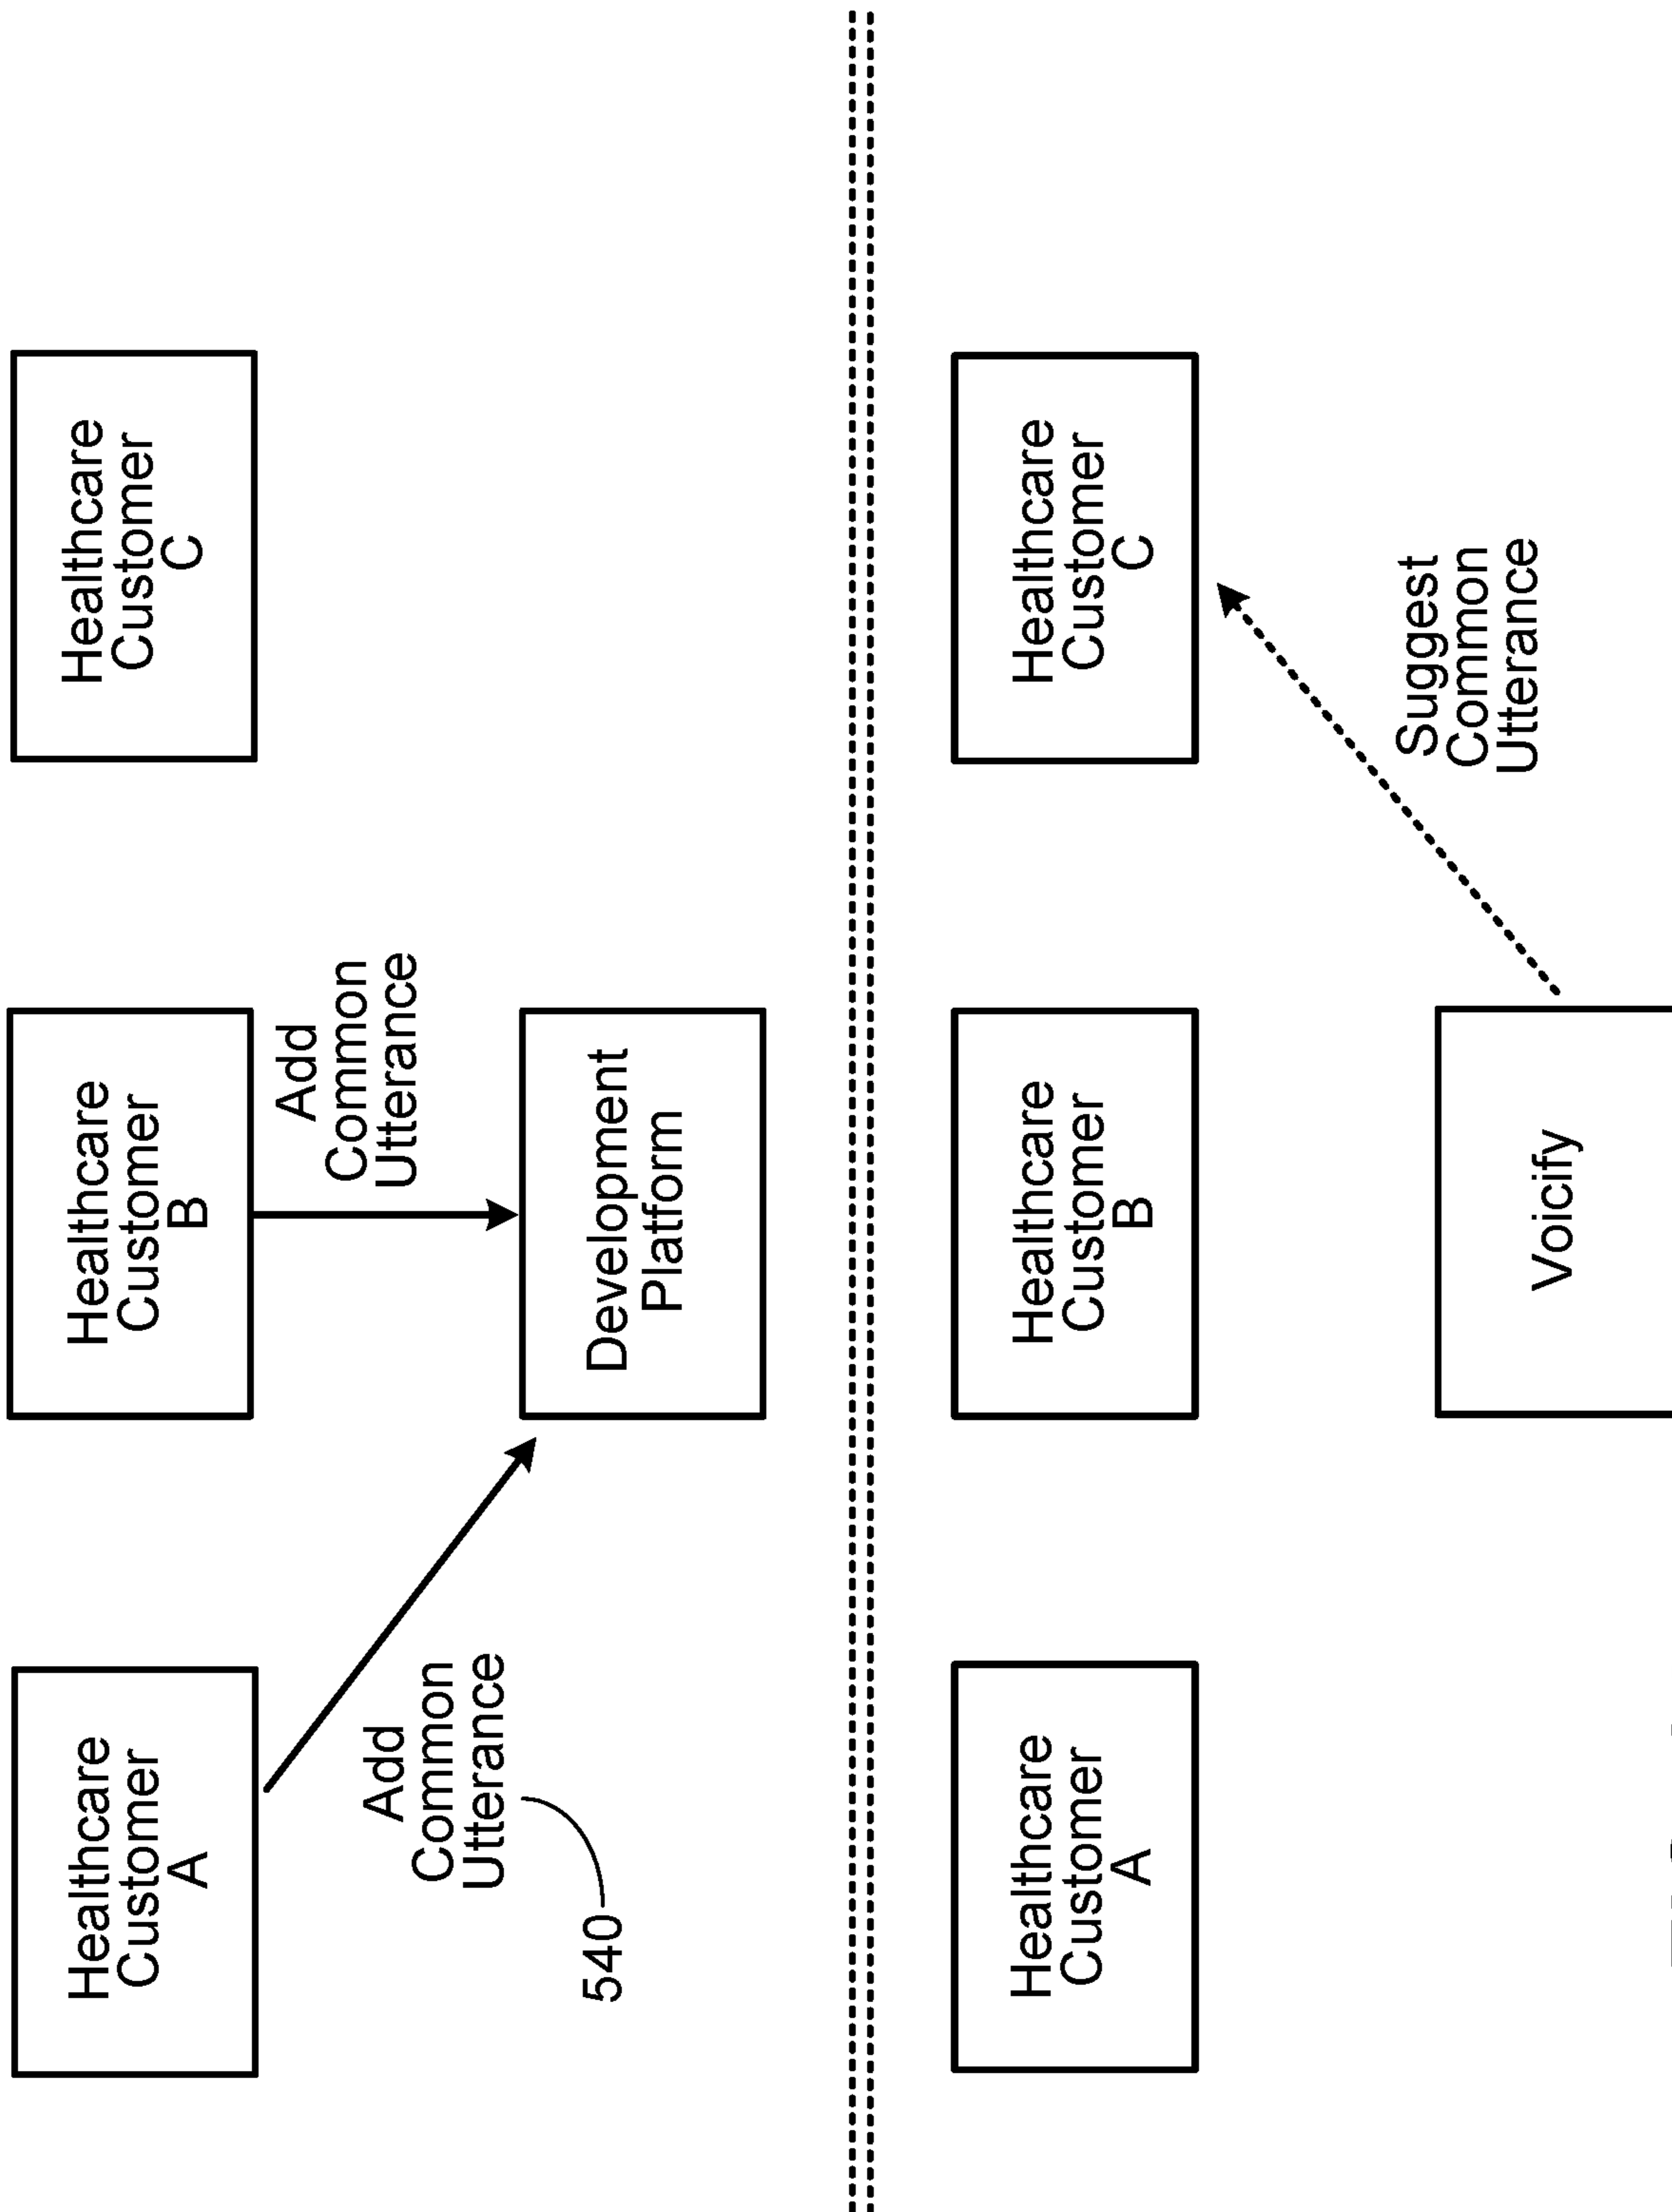 Healthcare
Customer
A
Healthcare
Customer
B
Healthcare
Customer
C
Add
Common
Utterance
Add
Common
Utterance
540
Development
Platform
Healthcare
Customer
A
Healthcare
Customer
B
Healthcare
Customer
C
Suggest
Common
Utterance
Voicify